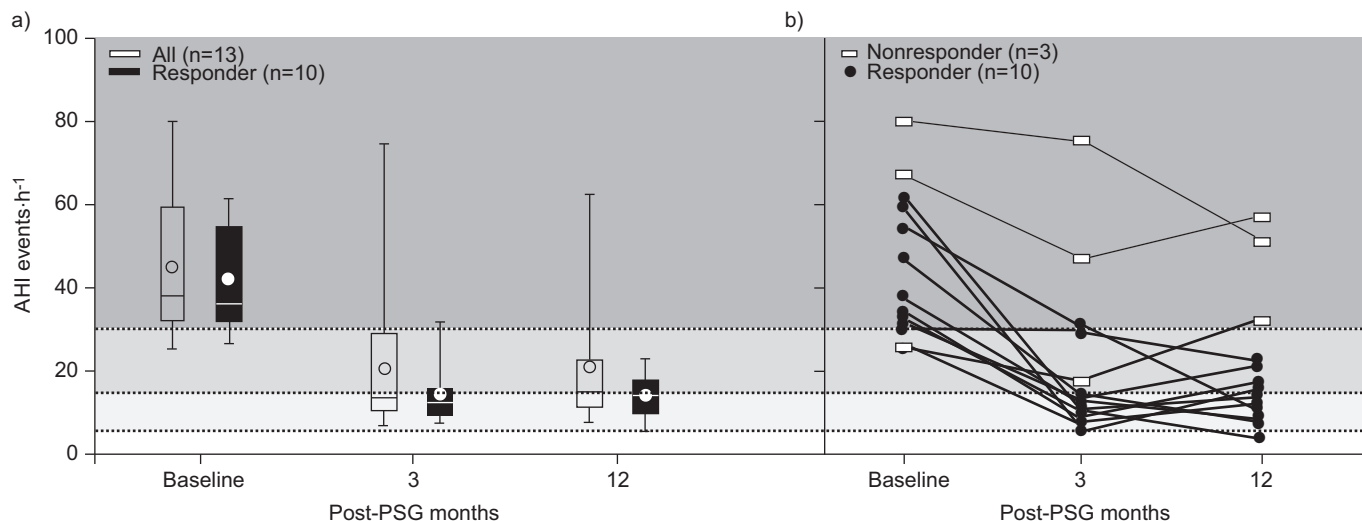 a)
AHI events·h⁻¹
100
80
60
40
20
0
All (n=13)
Responder (n=10)
Baseline
3
12
Post-PSG months
b)
Nonresponder (n=3)
Responder (n=10)
Baseline
3
12
Post-PSG months